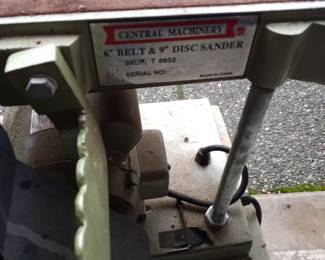 CENTRAL MACHINERY
6" BELT & 9" DISC SANDER
SKU: T 6852
SERIAL NO:
MADE IN CHINA